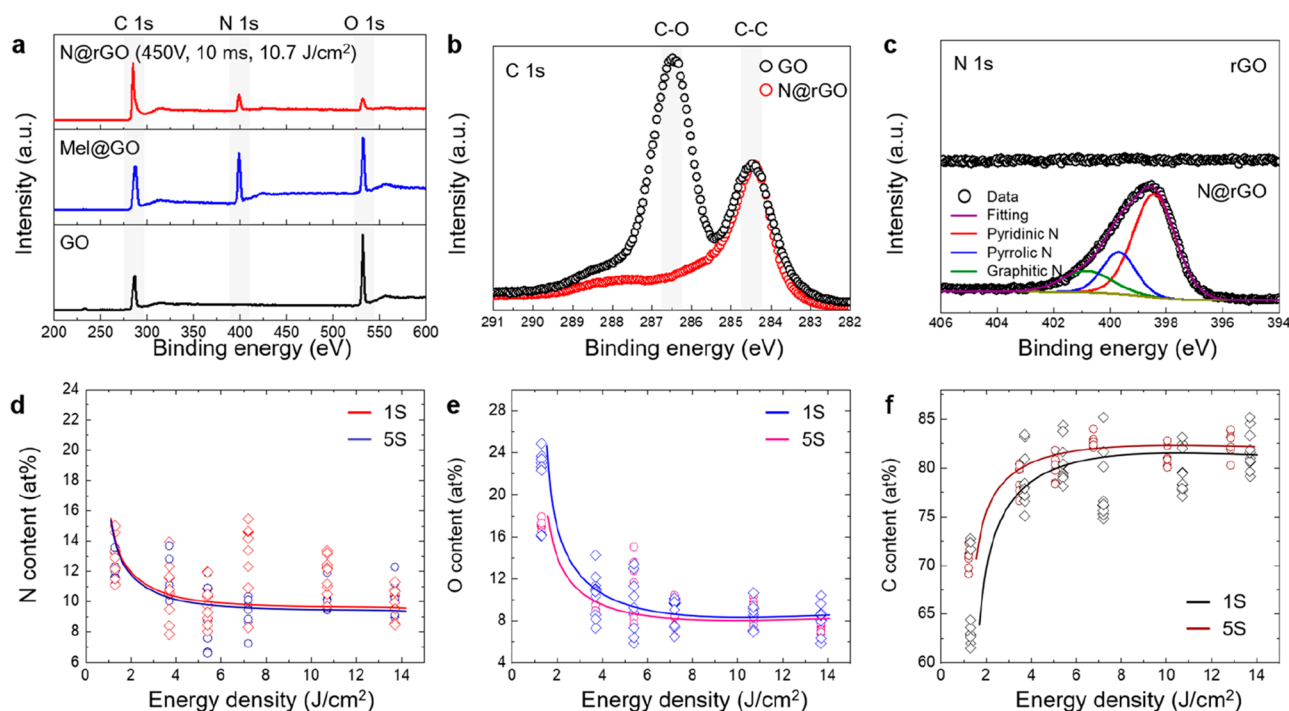 a
C 1s N 1s O 1s
N@rGO (450V, 10 ms, 10.7 J/cm²)
Mel@GO
GO
Intensity (a.u.)
200 250 300 350 400 450 500 550 600
Binding energy (eV)
b
C-O C-C
C 1s
GO
N@rGO
Intensity (a.u.)
291 290 289 288 287 286 285 284 283 282
Binding energy (eV)
c
N 1s
rGO
N@rGO
Data
Fitting
Pyridinic N
Pyrrolic N
Graphitic N
Intensity (a.u.)
406 404 402 400 398 396 394
Binding energy (eV)
d
1S
5S
N content (at%)
24
22
20
18
16
14
12
10
8
6
0 2 4 6 8 10 12 14
Energy density (J/cm²)
e
1S
5S
O content (at%)
28
24
20
16
12
8
4
0
0 2 4 6 8 10 12 14
Energy density (J/cm²)
f
1S
5S
C content (at%)
85
80
75
70
65
60
0 2 4 6 8 10 12 14
Energy density (J/cm²)